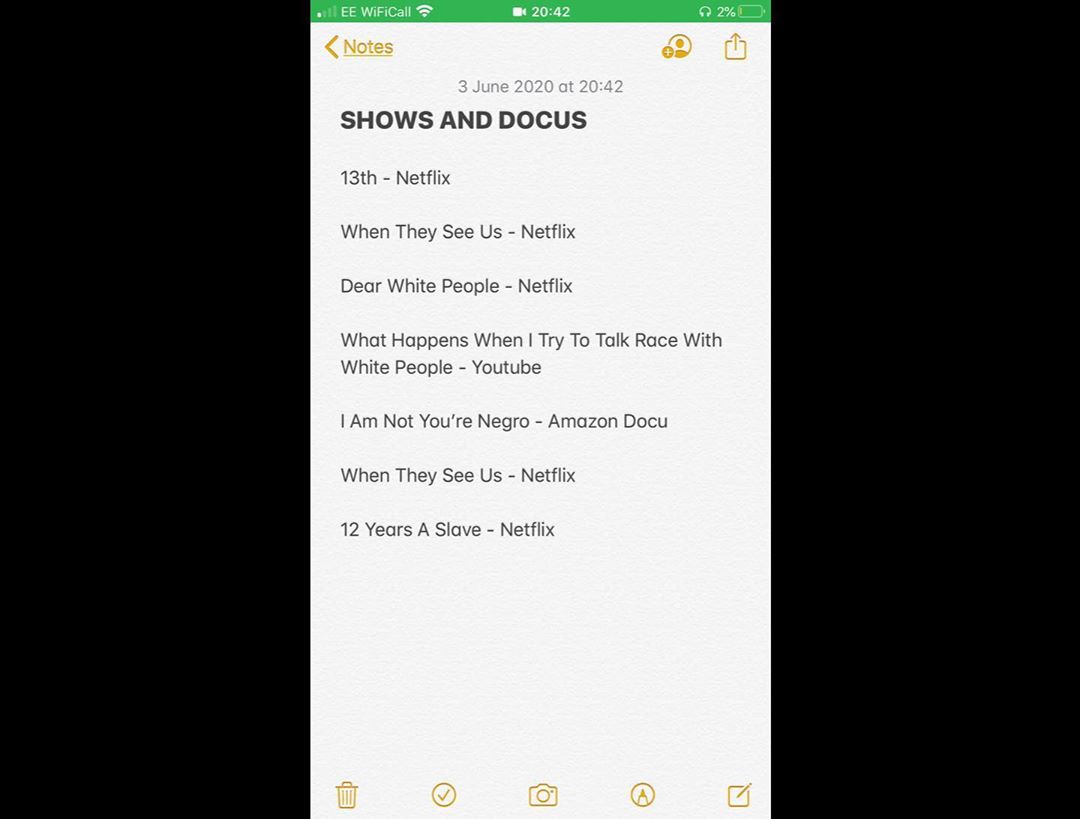 EE WiFiCall 20:42 2%
Notes
3 June 2020 at 20:42
SHOWS AND DOCUS
13th - Netflix
When They See Us - Netflix
Dear White People - Netflix
What Happens When I Try To Talk Race With
White People - Youtube
I Am Not You’re Negro - Amazon Docu
When They See Us - Netflix
12 Years A Slave - Netflix